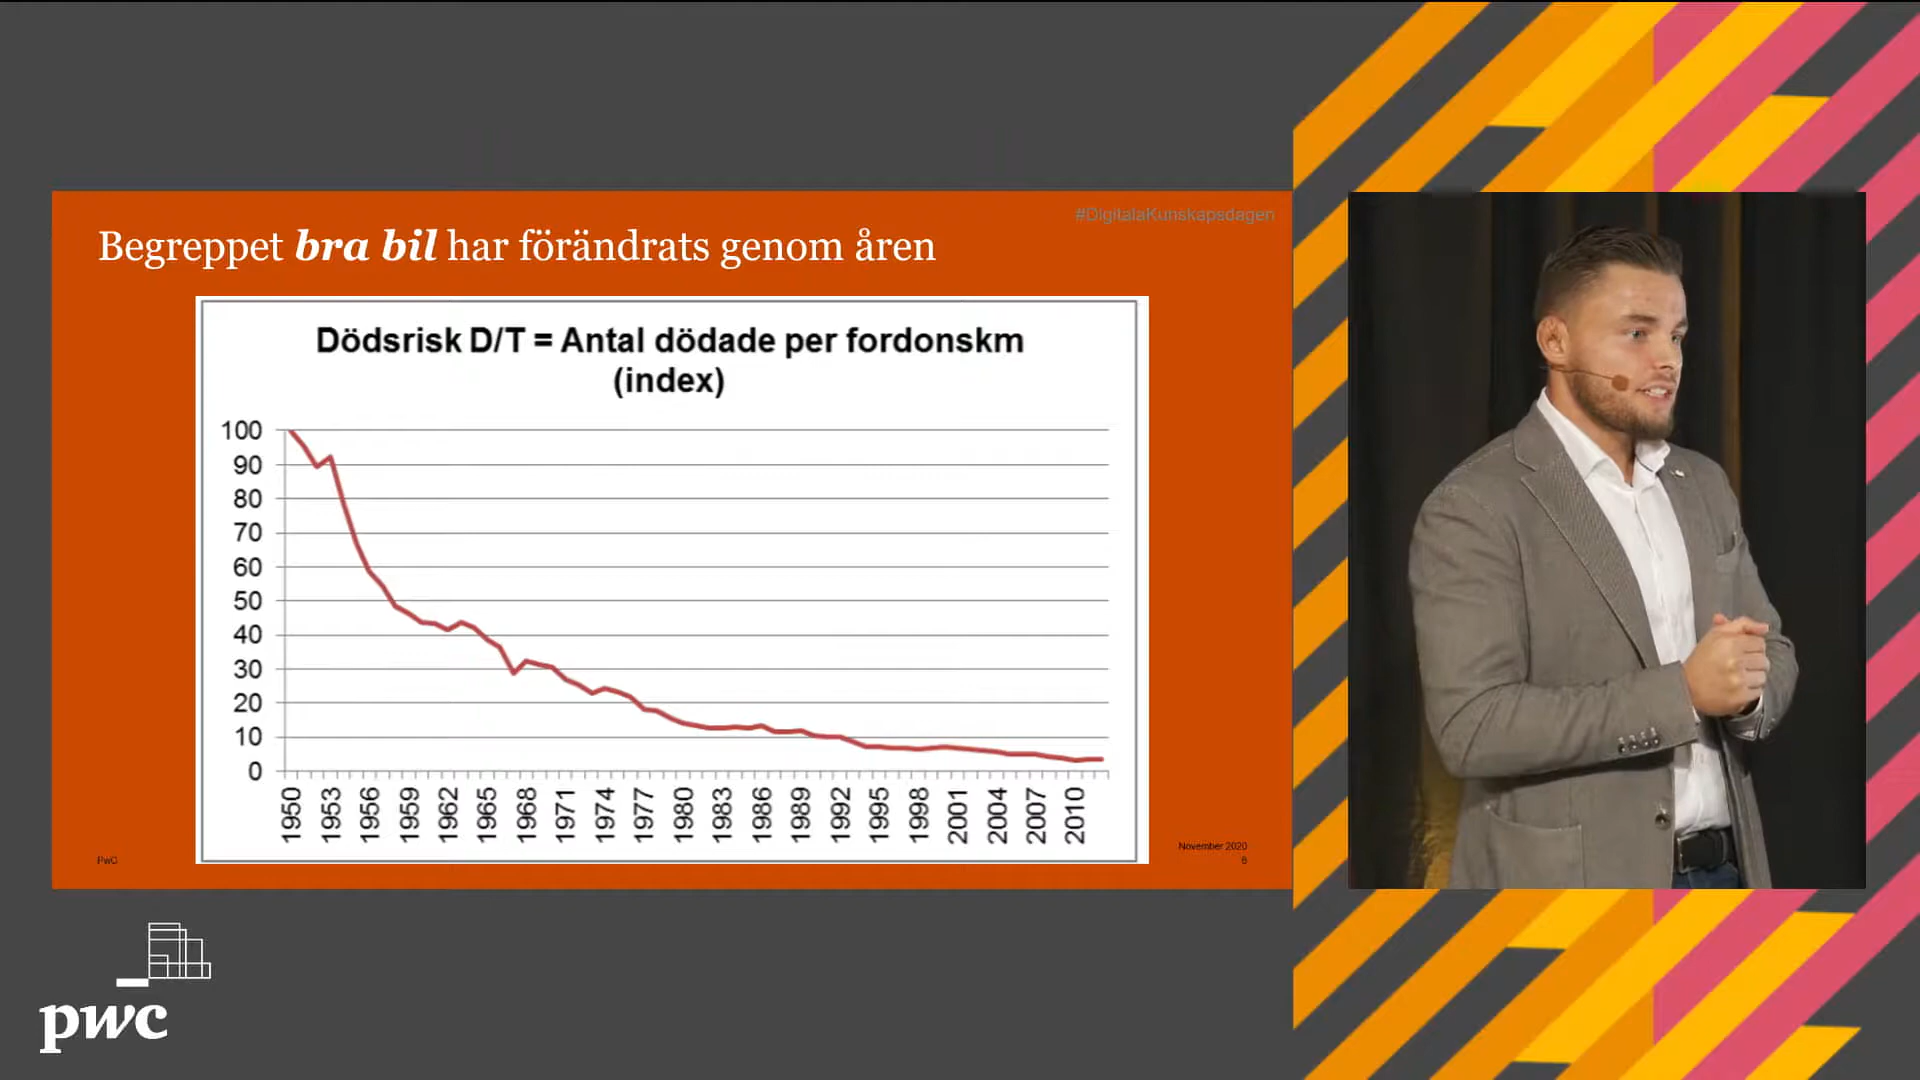 #DigitalaKunskapsdagen
Begreppet bra bil har förändrats genom åren
Dödsrisk D/T = Antal dödade per fordonskm
(index)
100
90
80
70
60
50
40
30
20
10
0
1950 1953 1956 1959 1962 1965 1968 1971 1974 1977 1980 1983 1986 1989 1992 1995 1998 2001 2004 2007 2010
PwC
November 2020
pwc